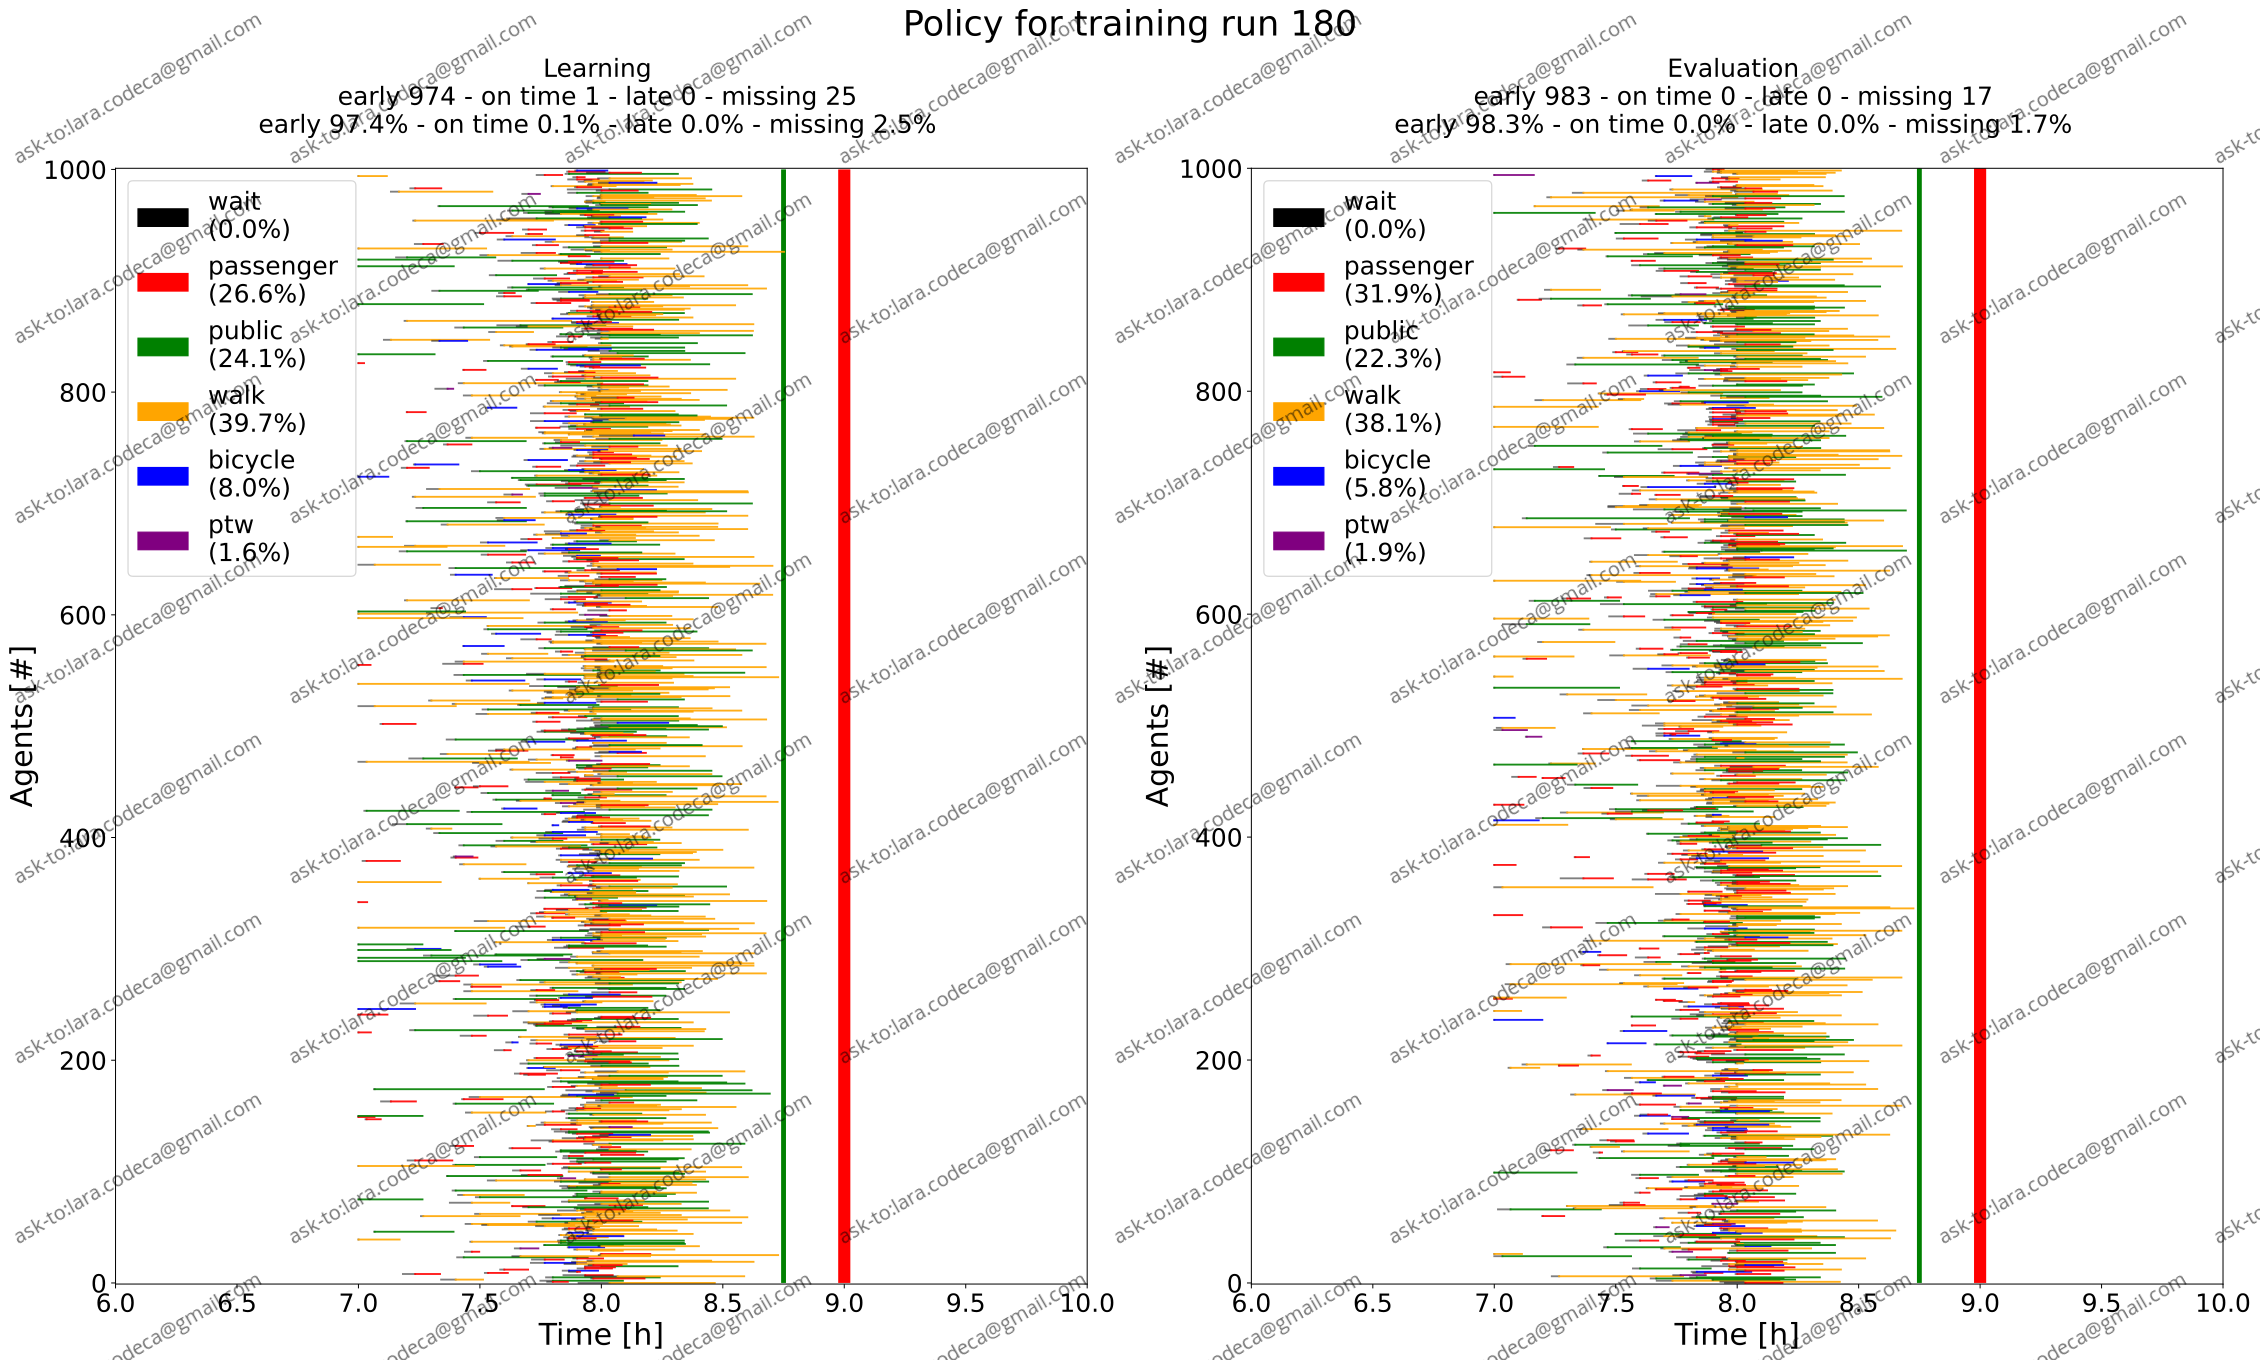 Policy for training run 180
Learning
early 974 - on time 1 - late 0 - missing 25
early 97.4% - on time 0.1% - late 0.0% - missing 2.5%
1000
800
600
400
200
0
Agents [#]
wait
(0.0%)
passenger
(26.6%)
public
(24.1%)
walk
(39.7%)
bicycle
(8.0%)
ptw
(1.6%)
6.0 6.5 7.0 7.5 8.0 8.5 9.0 9.5 10.0
Time [h]
Evaluation
early 983 - on time 0 - late 0 - missing 17
early 98.3% - on time 0.0% - late 0.0% - missing 1.7%
1000
800
600
400
200
0
Agents [#]
wait
(0.0%)
passenger
(31.9%)
public
(22.3%)
walk
(38.1%)
bicycle
(5.8%)
ptw
(1.9%)
6.0 6.5 7.0 7.5 8.0 8.5 9.0 9.5 10.0
Time [h]
ask-to:lara.codeca@gmail.com